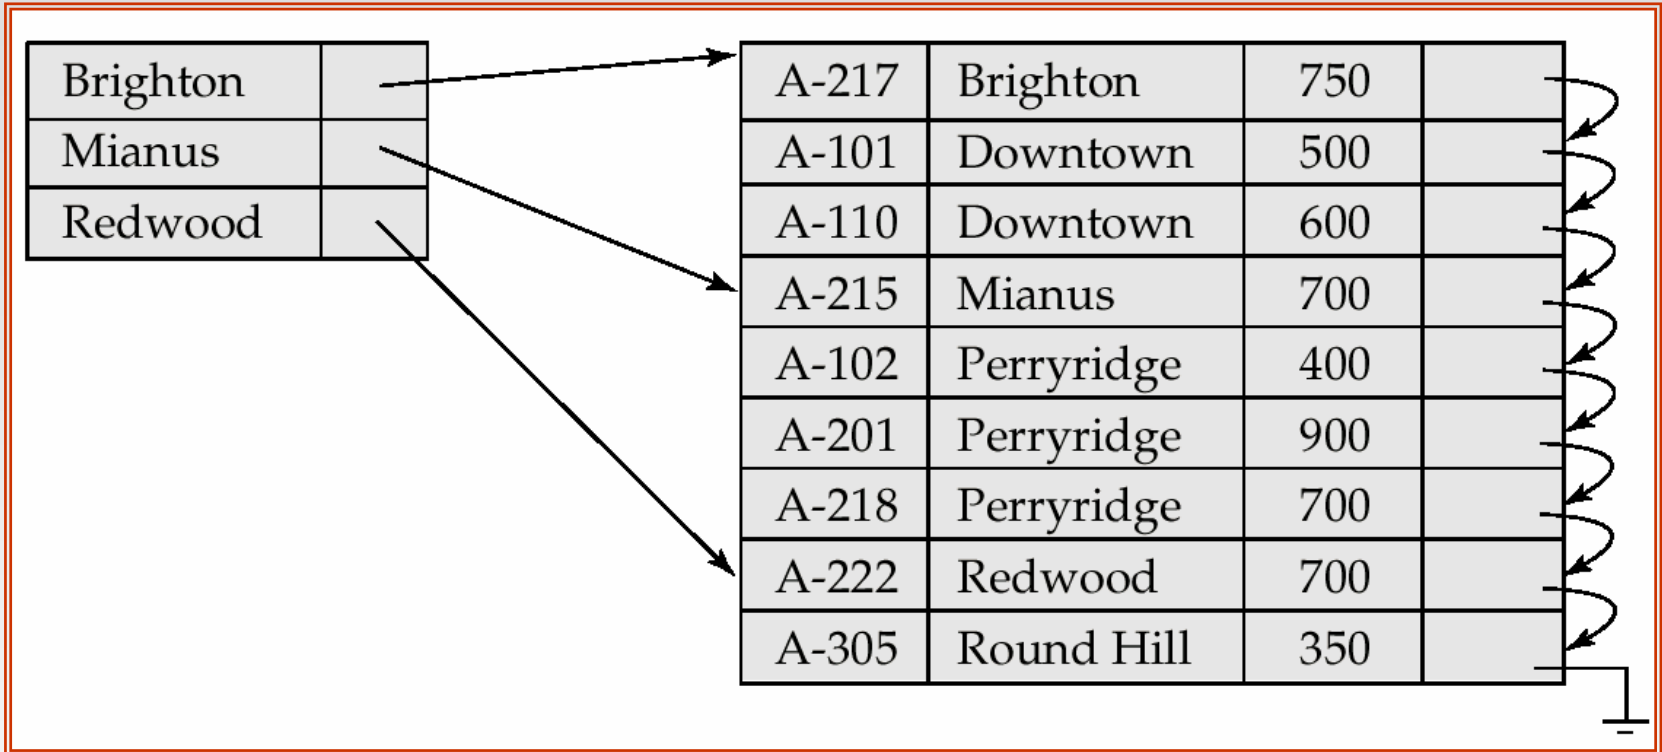 Brighton
Mianus
Redwood
A-217 Brighton 750
A-101 Downtown 500
A-110 Downtown 600
A-215 Mianus 700
A-102 Perryridge 400
A-201 Perryridge 900
A-218 Perryridge 700
A-222 Redwood 700
A-305 Round Hill 350